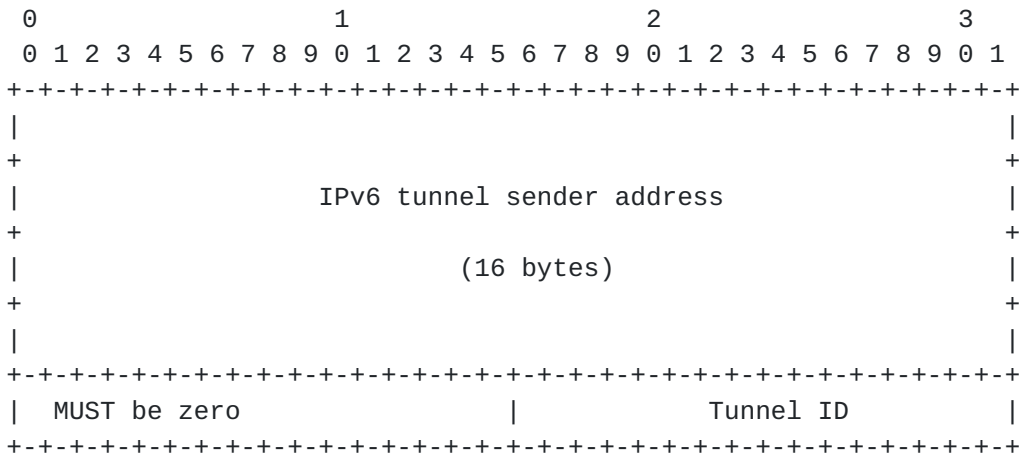 0                   1                   2                   3
 0 1 2 3 4 5 6 7 8 9 0 1 2 3 4 5 6 7 8 9 0 1 2 3 4 5 6 7 8 9 0 1
+-+-+-+-+-+-+-+-+-+-+-+-+-+-+-+-+-+-+-+-+-+-+-+-+-+-+-+-+-+-+-+-+
|                                                               |
+                                                               +
|                   IPv6 tunnel sender address                  |
+                                                               +
|                            (16 bytes)                         |
+                                                               +
|                                                               |
+-+-+-+-+-+-+-+-+-+-+-+-+-+-+-+-+-+-+-+-+-+-+-+-+-+-+-+-+-+-+-+-+
|  MUST be zero                 |            Tunnel ID          |
+-+-+-+-+-+-+-+-+-+-+-+-+-+-+-+-+-+-+-+-+-+-+-+-+-+-+-+-+-+-+-+-+